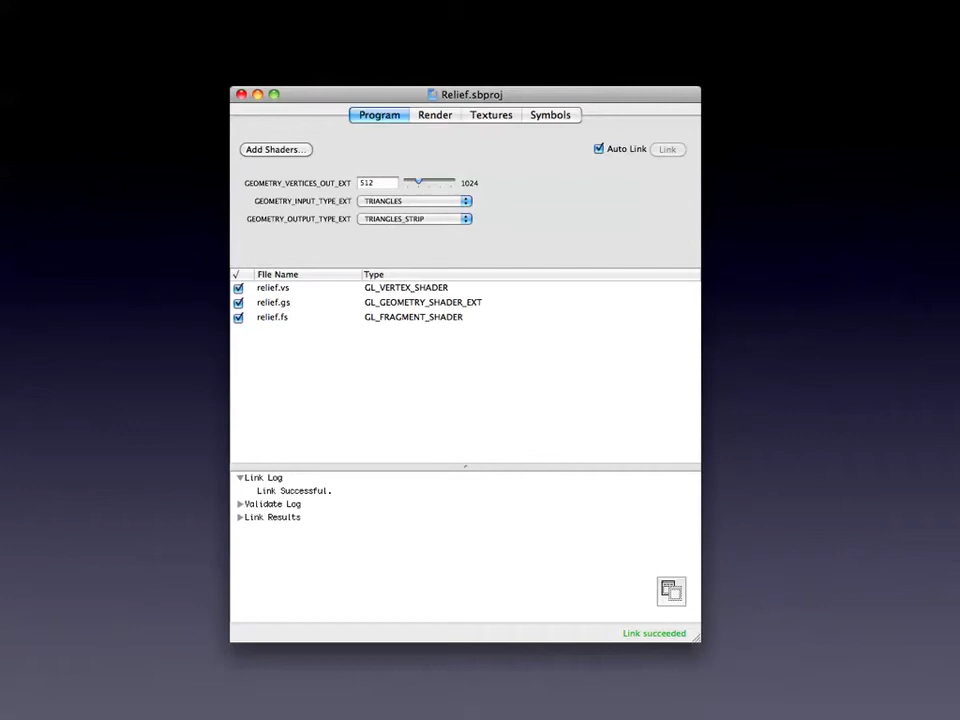 Relief.sbproj
Program Render Textures Symbols
Add Shaders... Auto Link Link
GEOMETRY_VERTICES_OUT_EXT 512 1024
GEOMETRY_INPUT_TYPE_EXT TRIANGLES
GEOMETRY_OUTPUT_TYPE_EXT TRIANGLES_STRIP
√ File Name Type
relief.vs GL_VERTEX_SHADER
relief.gs GL_GEOMETRY_SHADER_EXT
relief.fs GL_FRAGMENT_SHADER
Link Log
Link Successful.
Validate Log
Link Results
Link succeeded